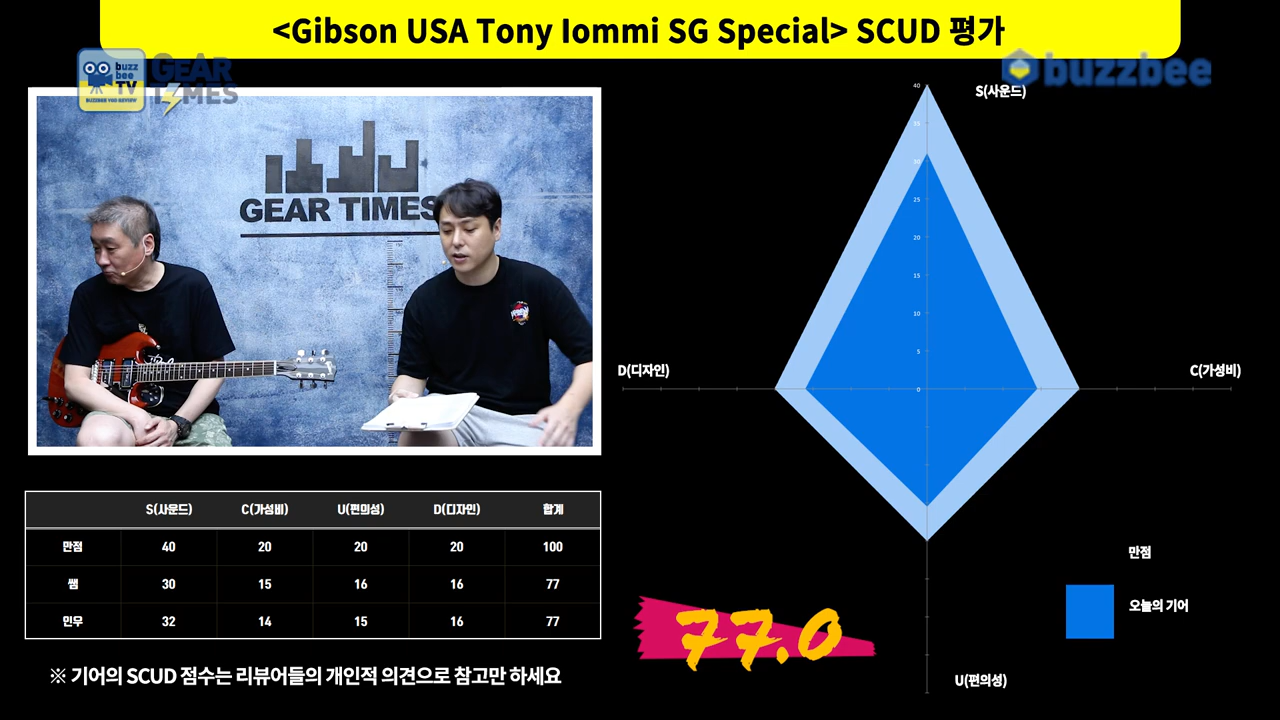 <Gibson USA Tony Iommi SG Special> SCUD 평가
buzz
bee
TV
BUZZBEE VOD REVIEW
GEAR
TIMES
buzzbee
GEAR TIMES
S(사운드)
40
35
30
25
20
15
10
5
0
D(디자인)
C(가성비)
U(편의성)
만점
오늘의 기어
S(사운드) C(가성비) U(편의성) D(디자인) 합계
만점 40 20 20 20 100
쌤 30 15 16 16 77
민우 32 14 15 16 77
77.0
※ 기어의 SCUD 점수는 리뷰어들의 개인적 의견으로 참고만 하세요